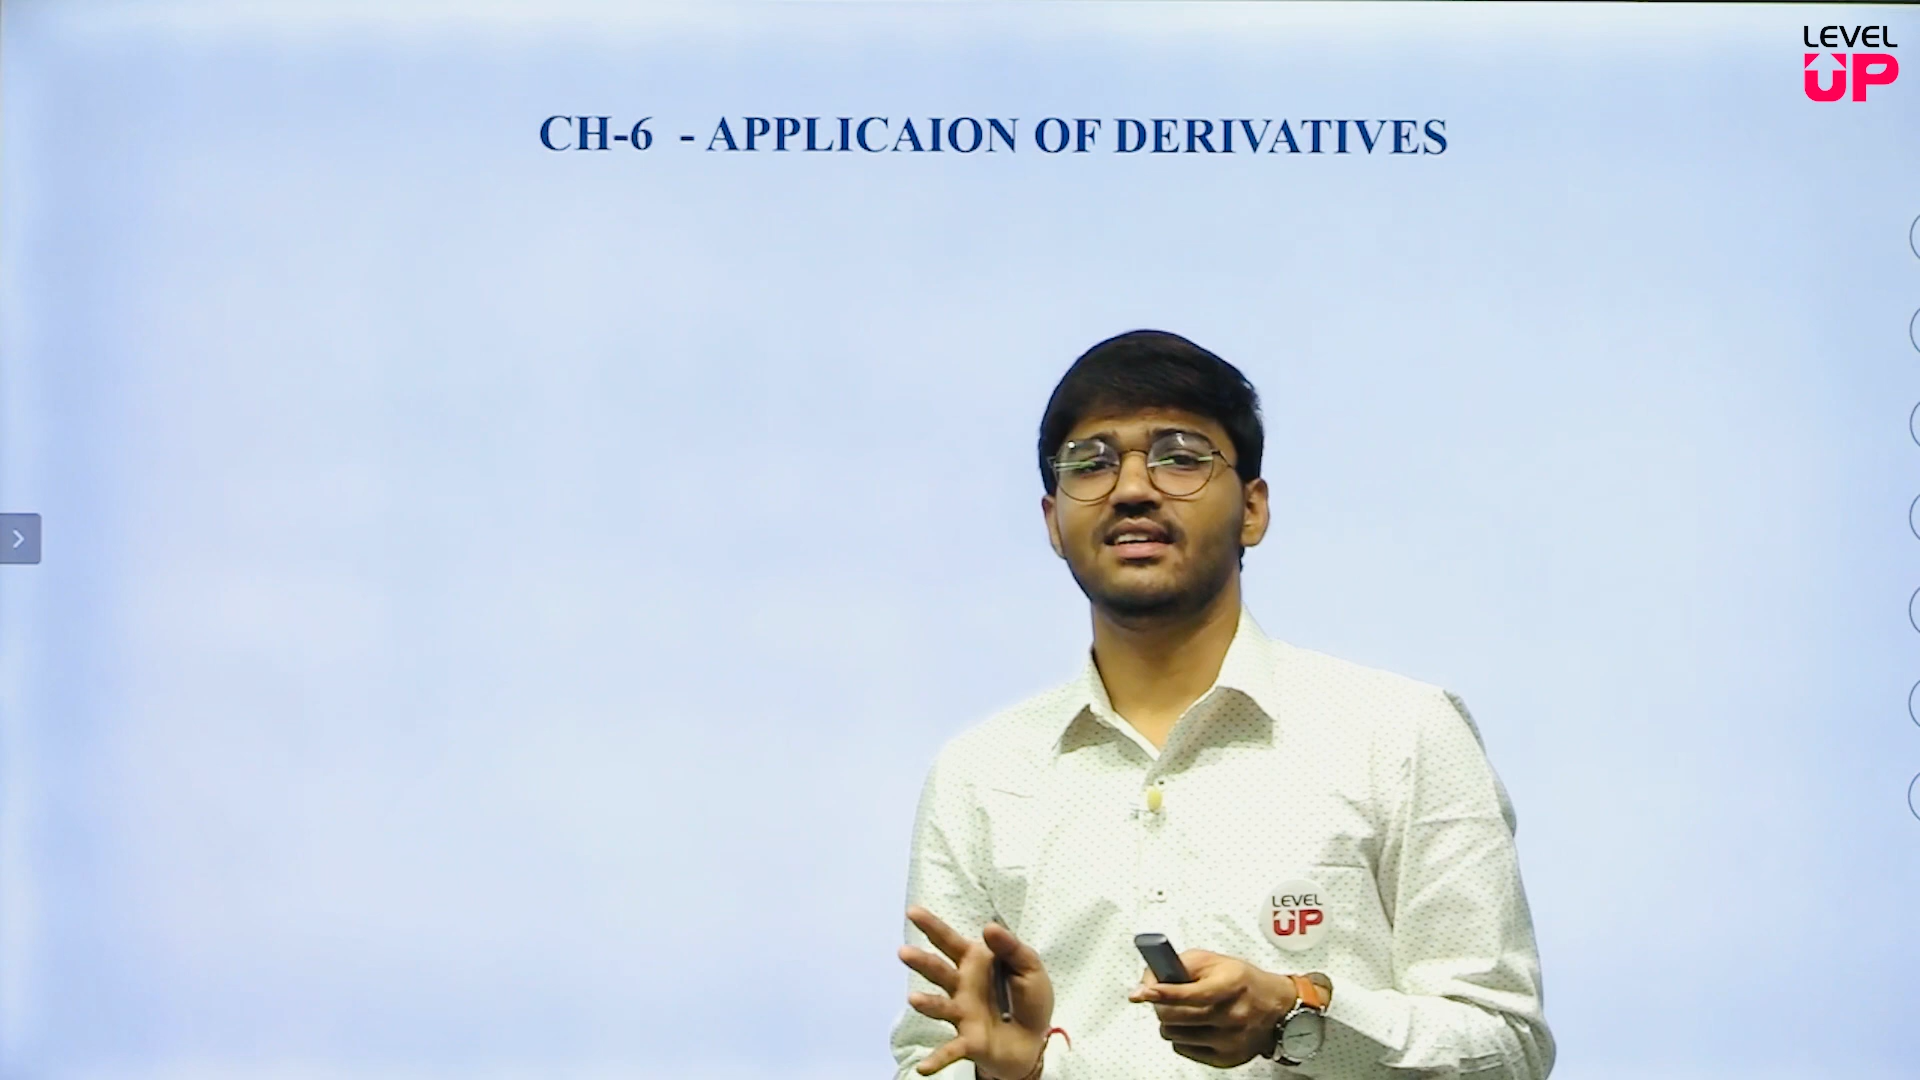 LEVEL
UP
CH-6 - APPLICAION OF DERIVATIVES
LEVEL
UP